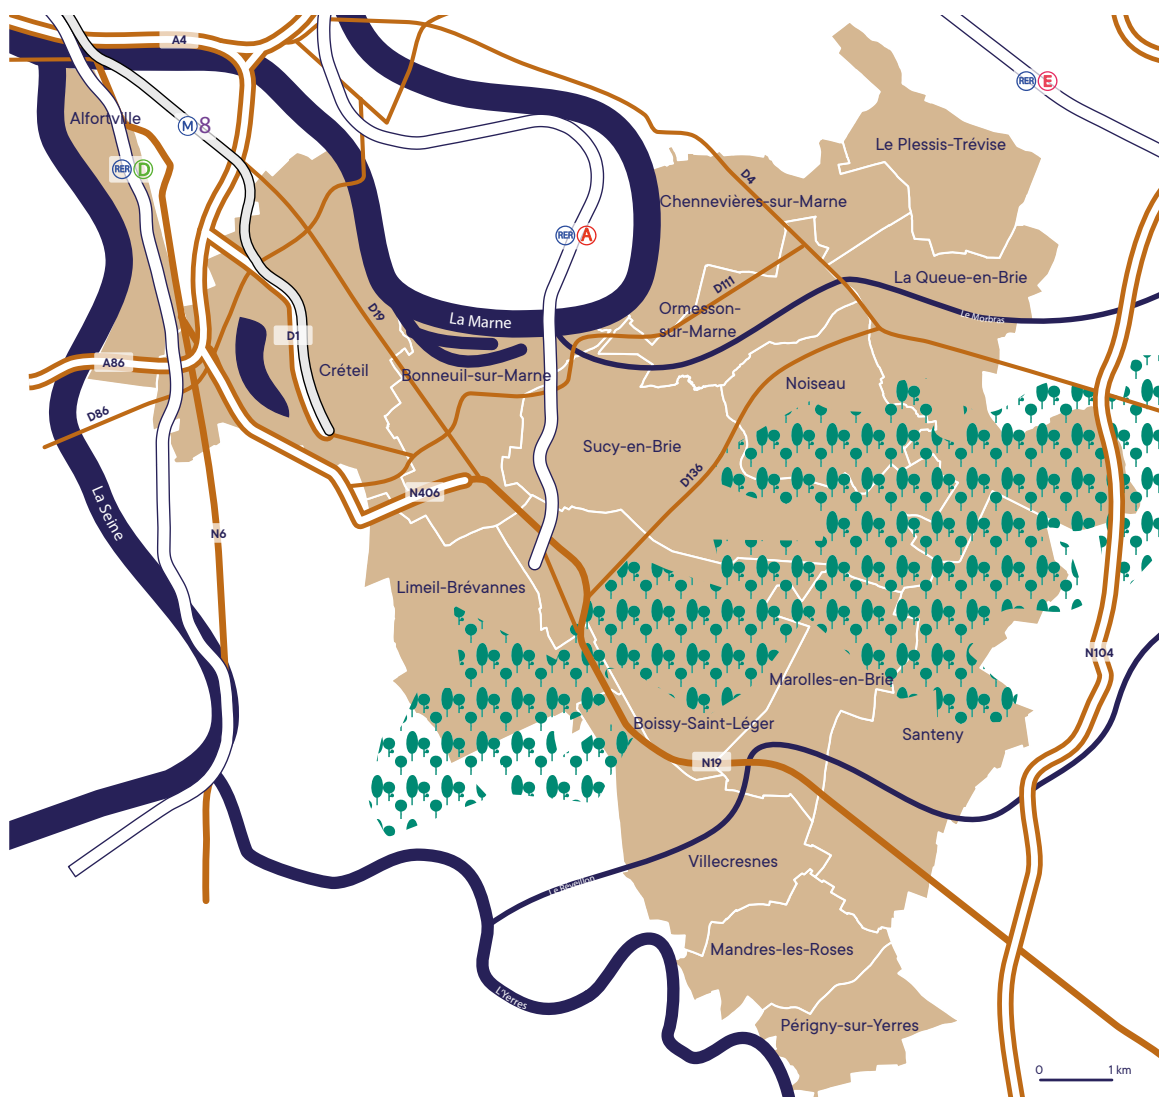 A4
RER E
Alfortville
M8
Le Plessis-Trévise
RER D
D4
Chennevières-sur-Marne
RER A
La Queue-en-Brie
D111
Ormesson-
sur-Marne
Le Morbras
D19
La Marne
D1
A86
Créteil
Bonneuil-sur-Marne
Noiseau
D86
Sucy-en-Brie
D136
N406
La Seine
N6
Limeil-Brévannes
N104
Marolles-en-Brie
Boissy-Saint-Léger
Santeny
N19
Villecresnes
Le Réveillon
Mandres-les-Roses
L'Yerres
Périgny-sur-Yerres
0 1 km